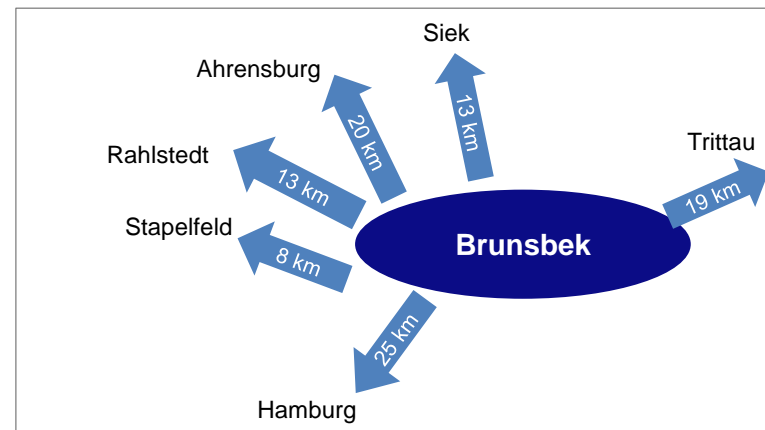 Siek
Ahrensburg
13 km
20 km
Trittau
Rahlstedt
13 km
19 km
Stapelfeld
Brunsbek
8 km
25 km
Hamburg